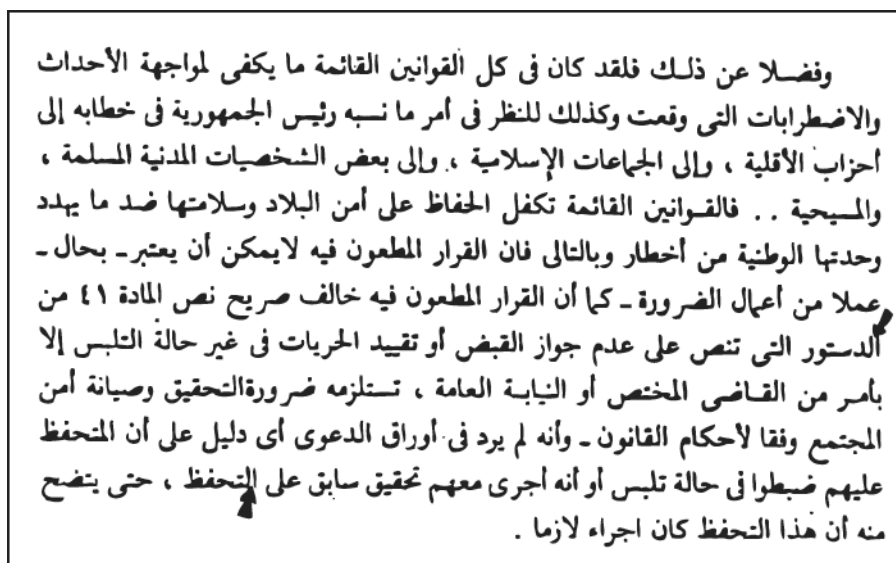 وفضلا عن ذلك فلقد كان فى كل القوانين القائمة ما يكفى لمواجهة الأحداث
والاضطرابات التى وقعت وكذلك للنظر فى أمر ما نسبه رئيس الجمهورية فى خطابه إلى
أحزاب الأقلية ، وإلى الجماعات الإسلامية ، وإلى بعض الشخصيات المدنية المسلمة ،
والمسيحية . . فالقوانين القائمة تكفل الحفاظ على أمن البلاد وسلامتها ضد ما يهدد
وحدتها الوطنية من أخطار وبالتالى فان القرار المطعون فيه لايمكن أن يعتبر ـ بحال ـ
عملا من أعمال الضرورة ـ كما أن القرار المطعون فيه خالف صريح نص المادة ٤١ من
الدستور التى تنص على عدم جواز القبض أو تقييد الحريات فى غير حالة التلبس إلا
بأمر من القاضى المختص أو النيابة العامة ، تستلزمه ضرورةالتحقيق وصيانة أمن
المجتمع وفقا لأحكام القانون ـ وأنه لم يرد فى أوراق الدعوى أى دليل على أن المتحفظ
عليهم ضبطوا فى حالة تلبس أو أنه أجرى معهم تحقيق سابق على التحفظ ، حتى يتضح
منه أن هذا التحفظ كان اجراء لازما .